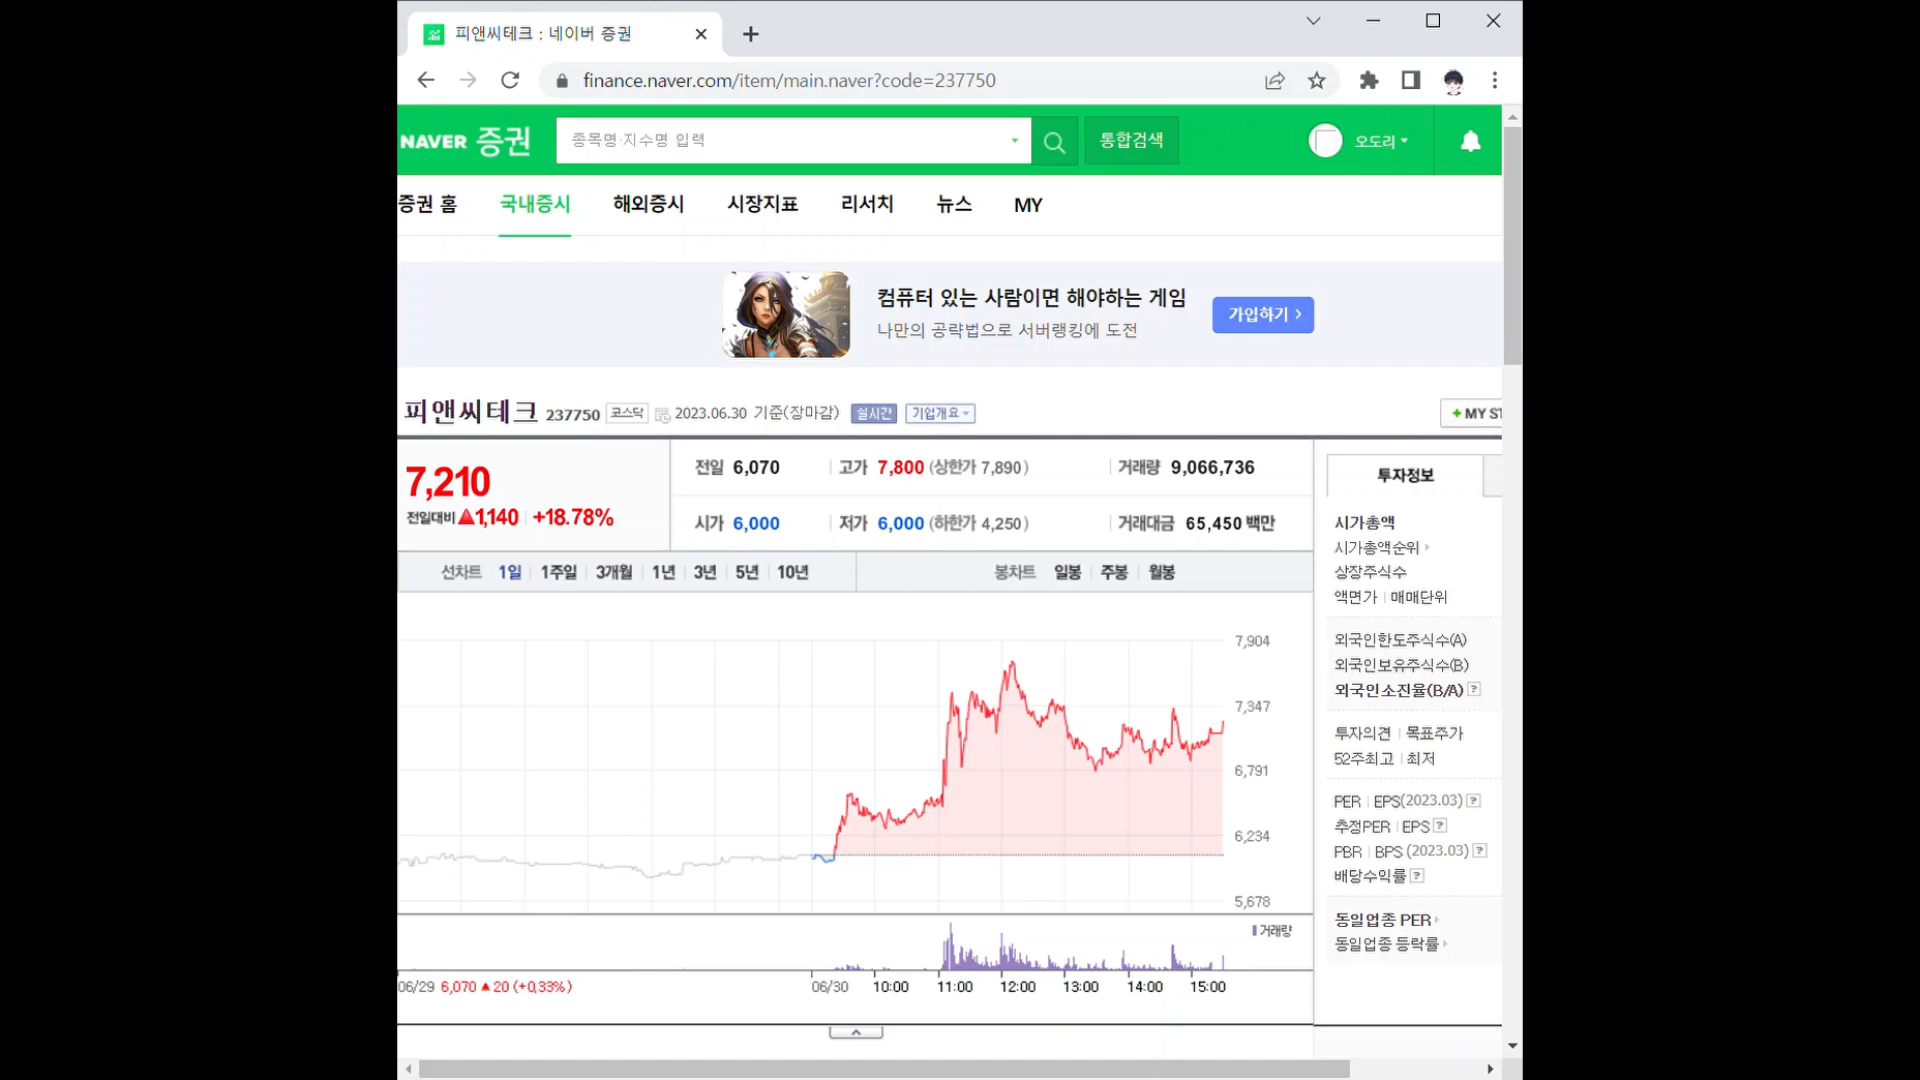 피앤씨테크 : 네이버 증권
finance.naver.com/item/main.naver?code=237750
NAVER 증권
종목명·지수명 입력
통합검색
오도리
증권 홈 국내증시 해외증시 시장지표 리서치 뉴스 MY
컴퓨터 있는 사람이면 해야하는 게임
나만의 공략법으로 서버랭킹에 도전
가입하기
피앤씨테크 237750 코스닥 2023.06.30 기준(장마감) 실시간 기업개요
+ MY ST
7,210
전일대비 ▲1,140 +18.78%
전일 6,070 고가 7,800 (상한가 7,890) 거래량 9,066,736
시가 6,000 저가 6,000 (하한가 4,250) 거래대금 65,450 백만
선차트 1일 1주일 3개월 1년 3년 5년 10년
봉차트 일봉 주봉 월봉
7,904
7,347
6,791
6,234
5,678
거래량
06/29 6,070 ▲20 (+0,33%)
06/30 10:00 11:00 12:00 13:00 14:00 15:00
투자정보
시가총액
시가총액순위
상장주식수
액면가 매매단위
외국인한도주식수(A)
외국인보유주식수(B)
외국인소진율(B/A) ?
투자의견 목표주가
52주최고 최저
PER EPS(2023.03) ?
추정PER EPS ?
PBR BPS (2023.03) ?
배당수익률 ?
동일업종 PER
동일업종 등락률